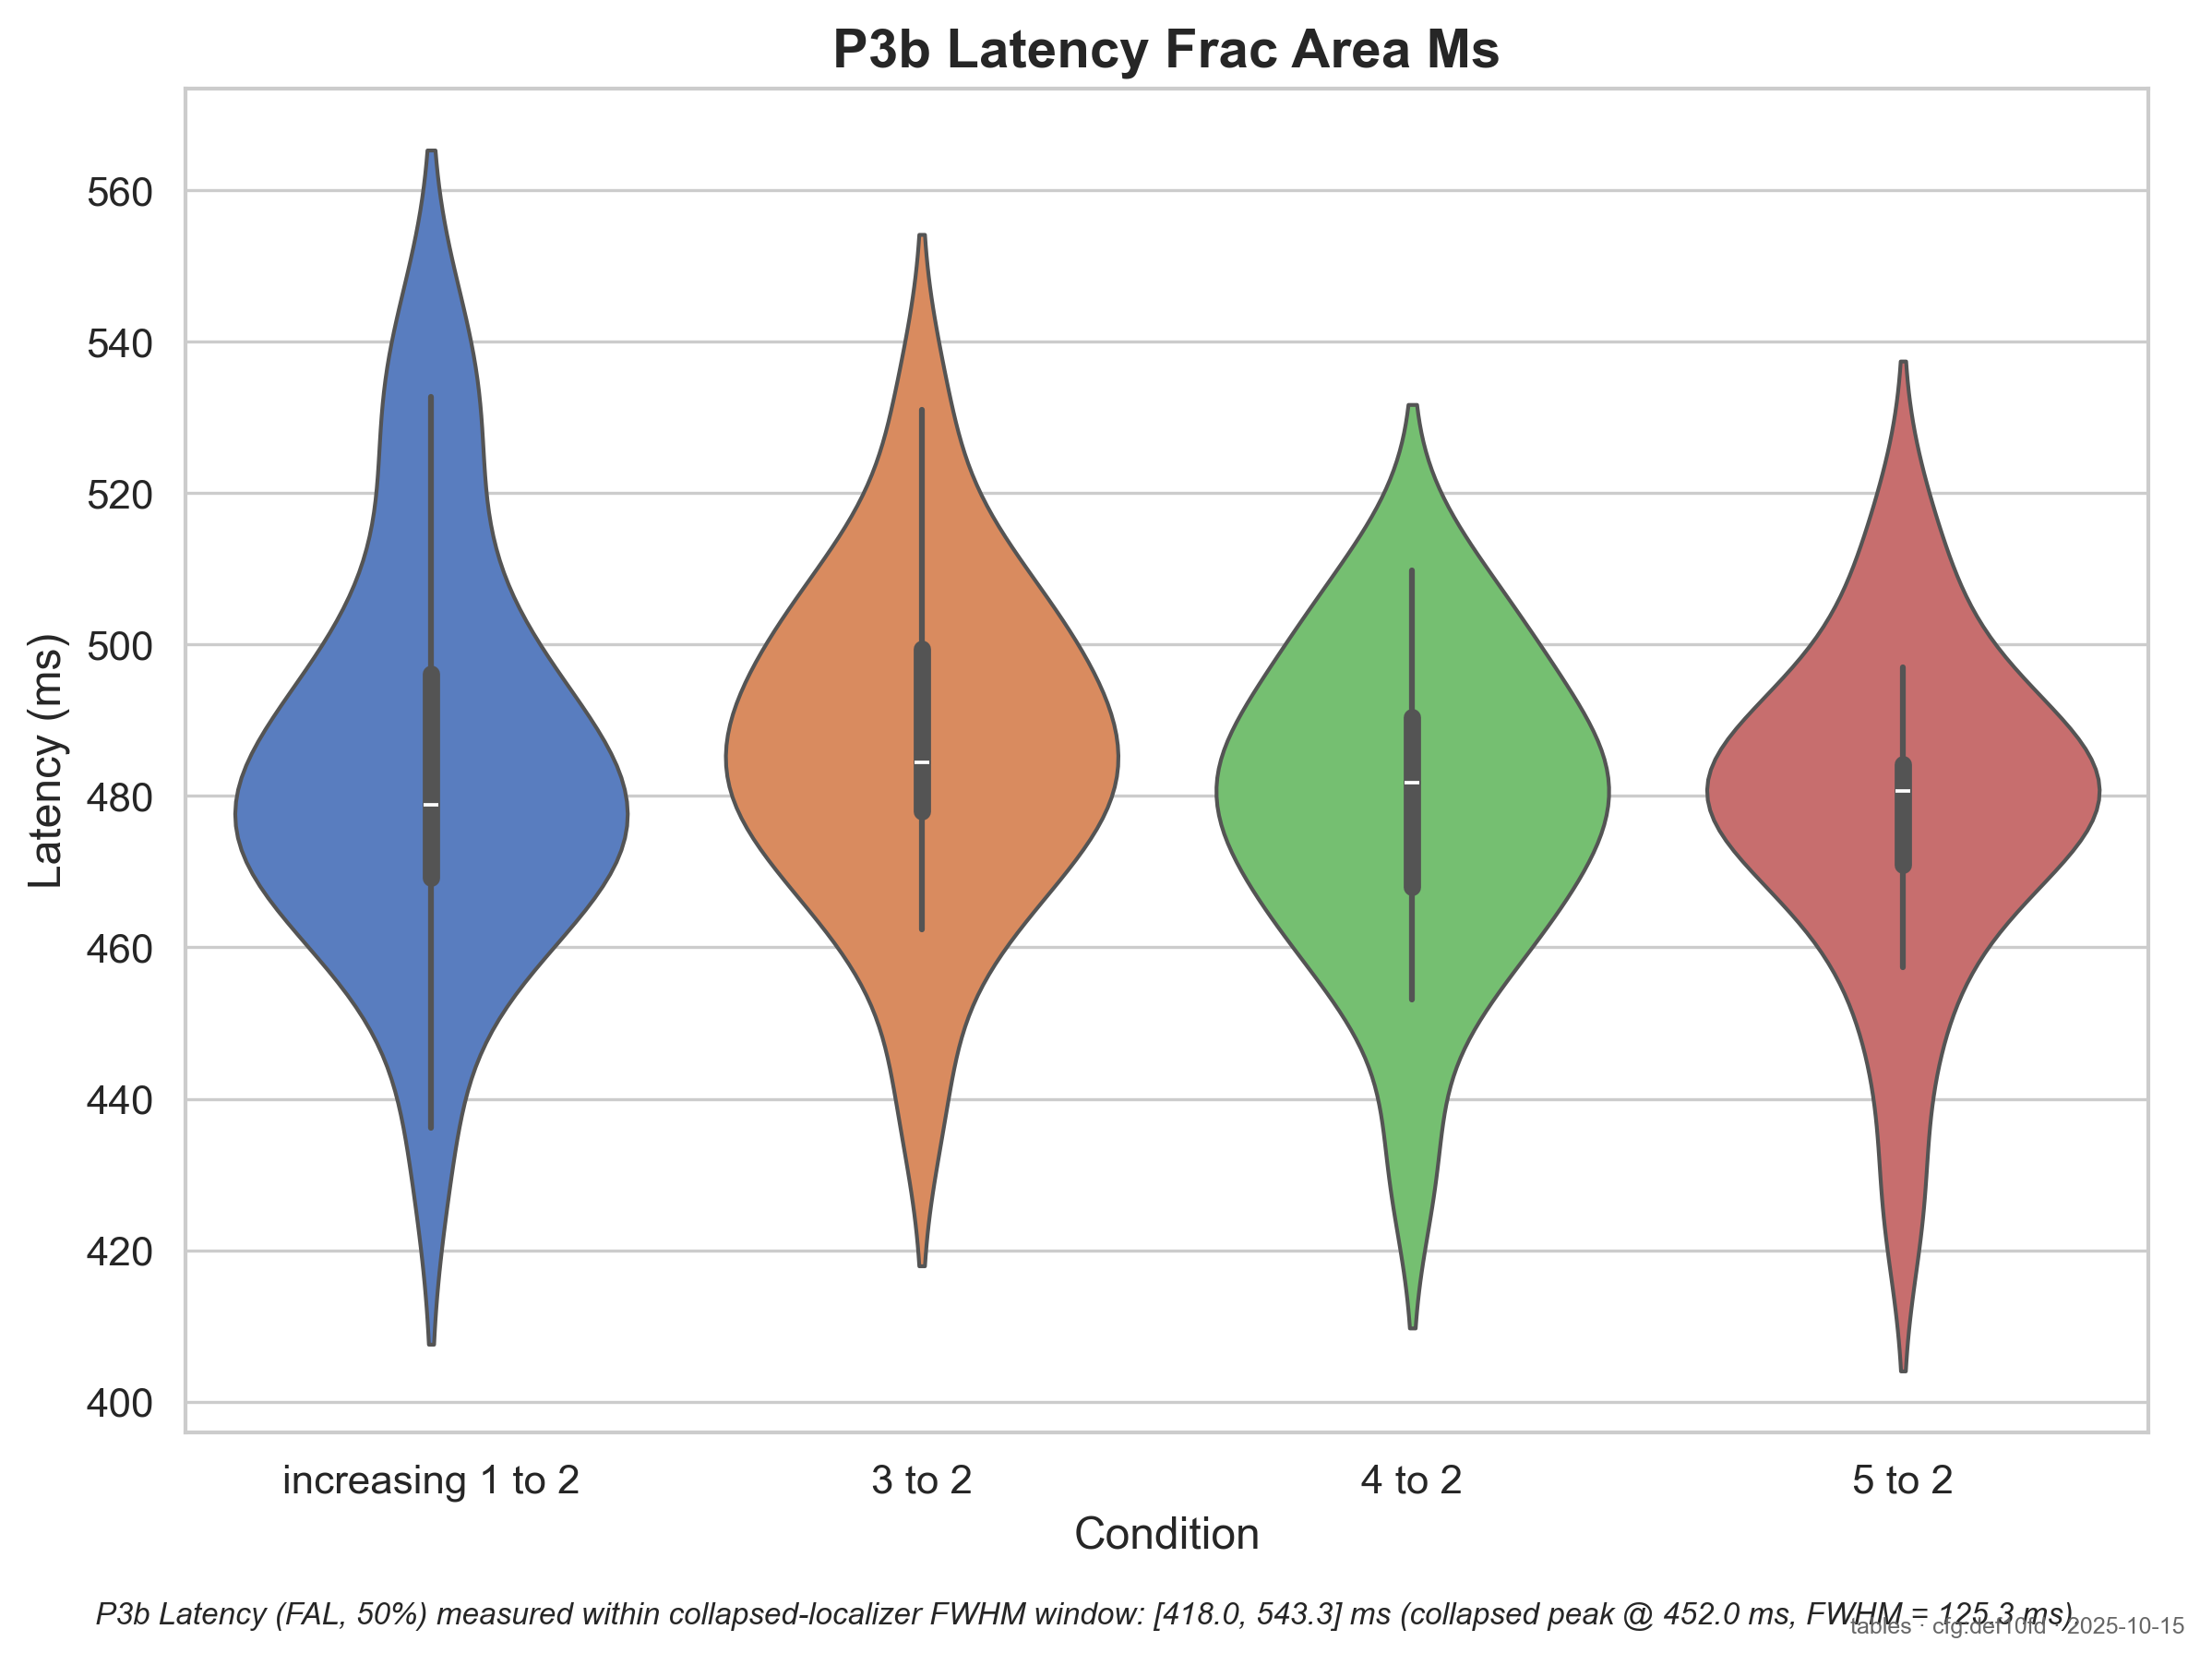 P3b Latency Frac Area Ms
Latency (ms)
560
540
520
500
480
460
440
420
400
increasing 1 to 2
3 to 2
4 to 2
5 to 2
Condition
P3b Latency (FAL, 50%) measured within collapsed-localizer FWHM window: [418.0, 543.3] ms (collapsed peak @ 452.0 ms, FWHM = 125.3 ms)
tables · cfg:def10fd · 2025-10-15